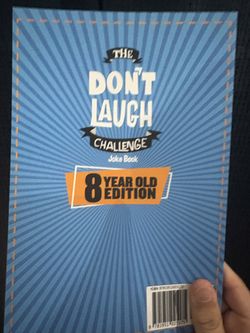 THE
DON'T
LAUGH
CHALLENGE
Joke Book
8 YEAR OLD
EDITION